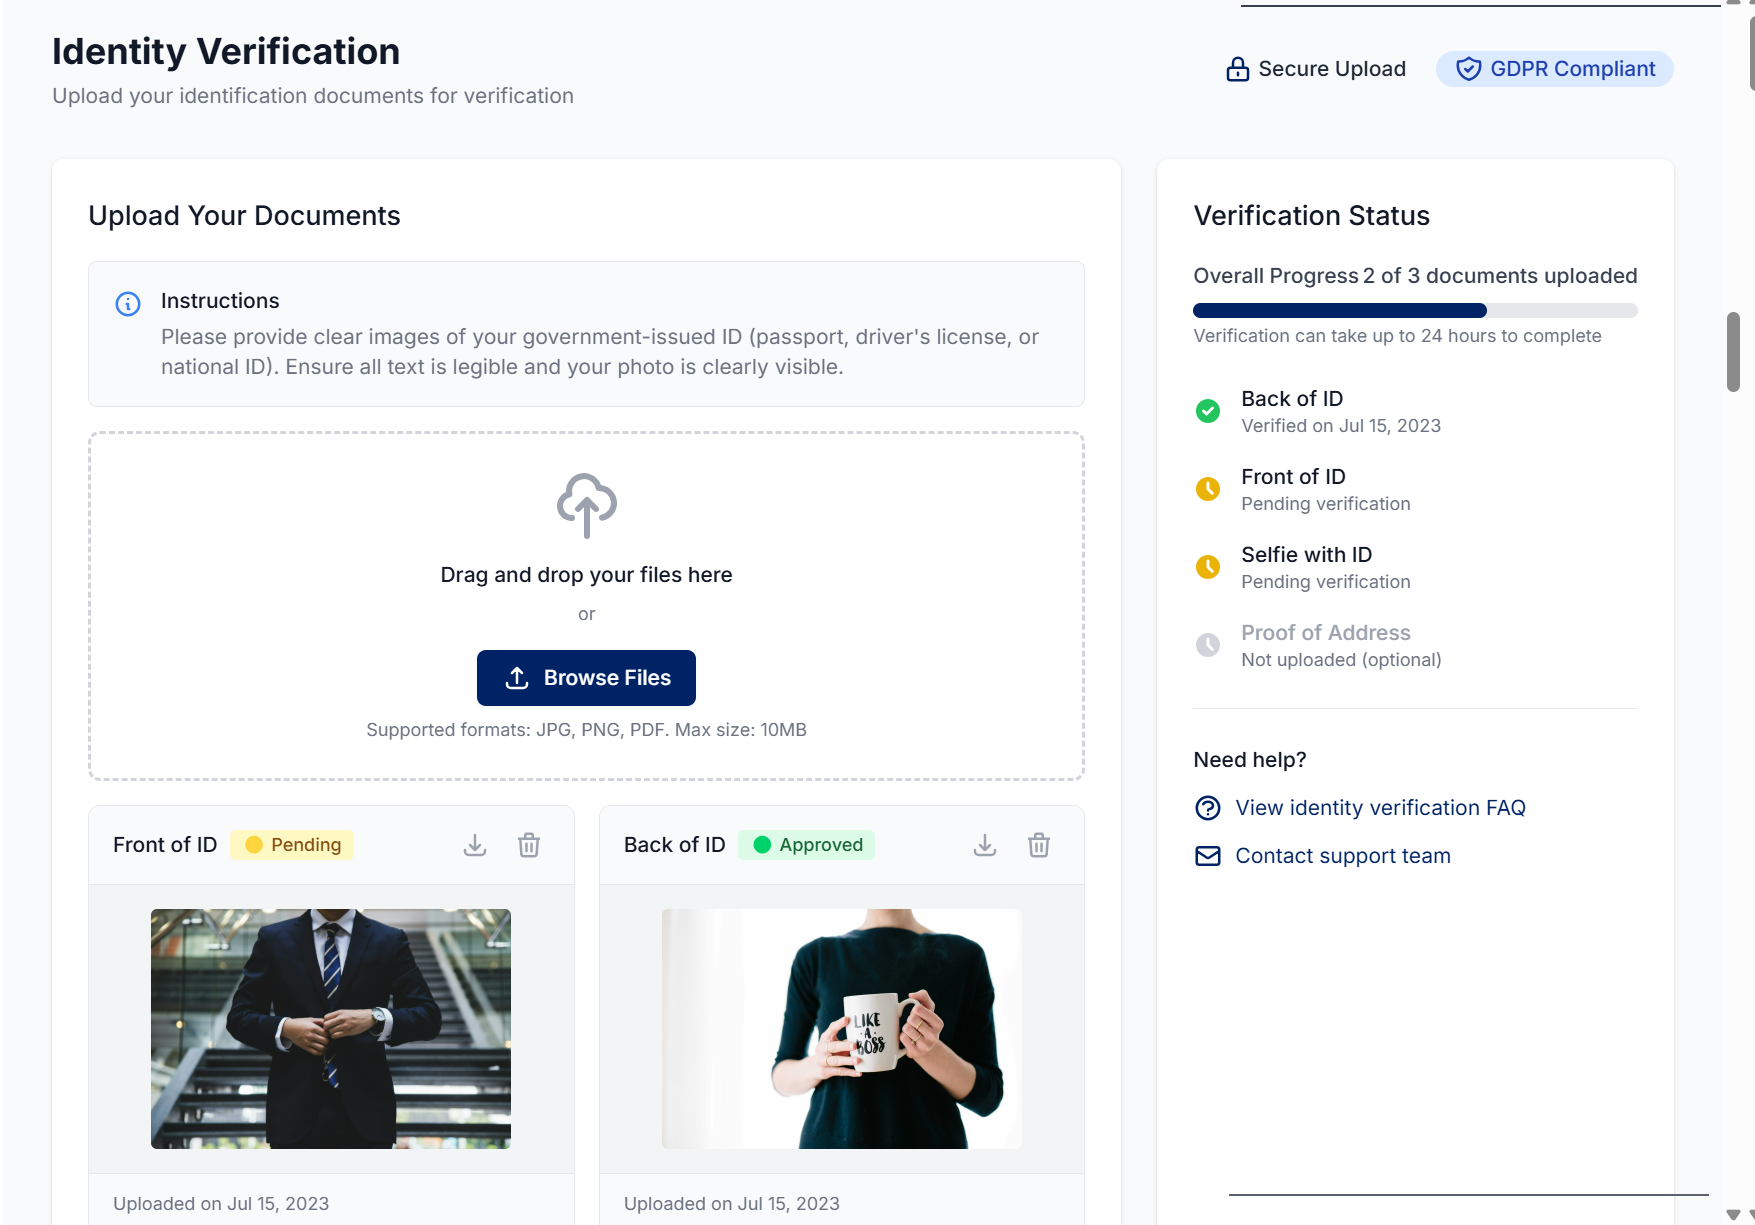 Identity Verification
Upload your identification documents for verification
Secure Upload
GDPR Compliant
Upload Your Documents
Instructions
Please provide clear images of your government-issued ID (passport, driver's license, or
national ID). Ensure all text is legible and your photo is clearly visible.
Drag and drop your files here
or
Browse Files
Supported formats: JPG, PNG, PDF. Max size: 10MB
Front of ID
Pending
Uploaded on Jul 15, 2023
Back of ID
Approved
LIKE
A
BOSS
Uploaded on Jul 15, 2023
Verification Status
Overall Progress 2 of 3 documents uploaded
Verification can take up to 24 hours to complete
Back of ID
Verified on Jul 15, 2023
Front of ID
Pending verification
Selfie with ID
Pending verification
Proof of Address
Not uploaded (optional)
Need help?
View identity verification FAQ
Contact support team